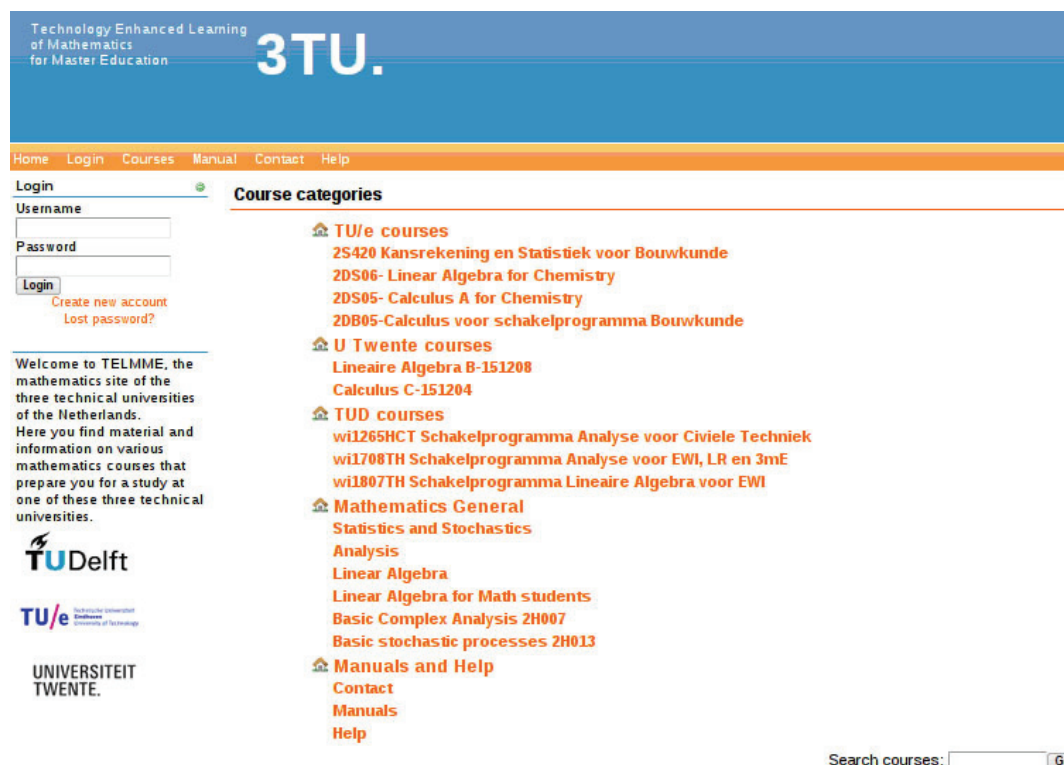 Technology Enhanced Learning
of Mathematics
for Master Education
3TU.
Home Login Courses Manual Contact Help
Login
Username
Password
Login
Create new account
Lost password?
Welcome to TELMME, the
mathematics site of the
three technical universities
of the Netherlands.
Here you find material and
information on various
mathematics courses that
prepare you for a study at
one of these three technical
universities.
TUDelft
TU/e Technische Universiteit
Eindhoven
University of Technology
UNIVERSITEIT
TWENTE.
Course categories
TU/e courses
2S420 Kansrekening en Statistiek voor Bouwkunde
2DS06- Linear Algebra for Chemistry
2DS05- Calculus A for Chemistry
2DB05-Calculus voor schakelprogramma Bouwkunde
U Twente courses
Lineaire Algebra B-151208
Calculus C-151204
TUD courses
wi1265HCT Schakelprogramma Analyse voor Civiele Techniek
wi1708TH Schakelprogramma Analyse voor EWI, LR en 3mE
wi1807TH Schakelprogramma Lineaire Algebra voor EWI
Mathematics General
Statistics and Stochastics
Analysis
Linear Algebra
Linear Algebra for Math students
Basic Complex Analysis 2H007
Basic stochastic processes 2H013
Manuals and Help
Contact
Manuals
Help
Search courses: